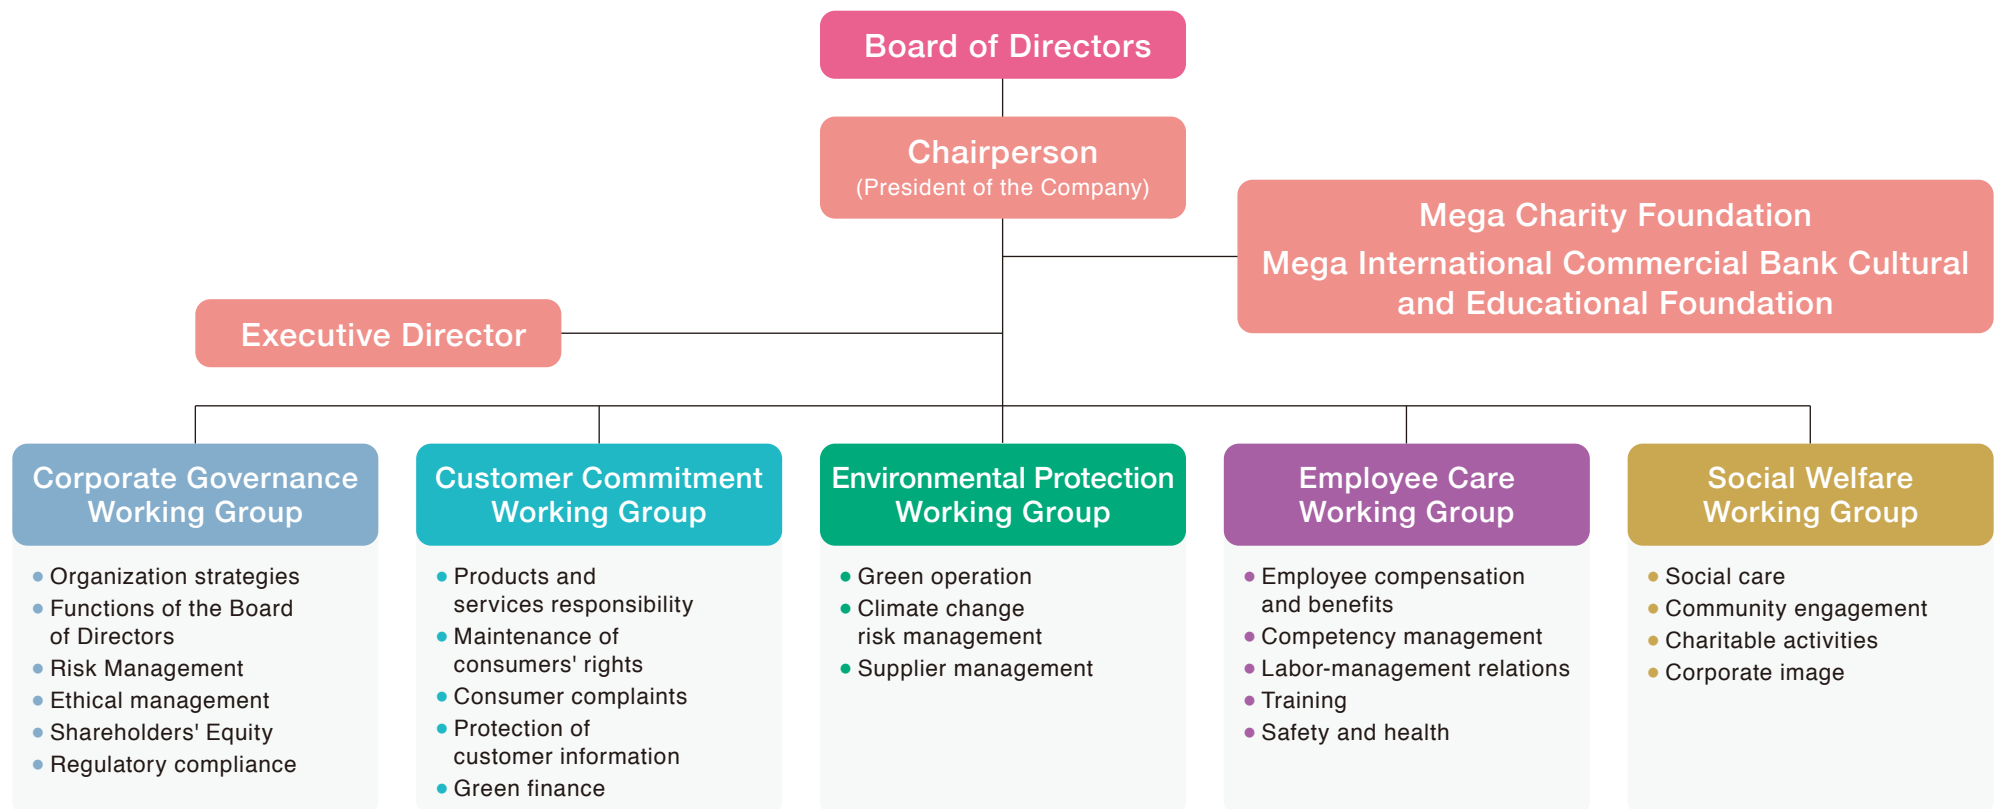 Board of Directors
Chairperson
(President of the Company)
Mega Charity Foundation
Mega International Commercial Bank Cultural
and Educational Foundation
Executive Director
Corporate Governance
Working Group
• Organization strategies
• Functions of the Board
of Directors
• Risk Management
• Ethical management
• Shareholders' Equity
• Regulatory compliance
Customer Commitment
Working Group
• Products and
services responsibility
• Maintenance of
consumers' rights
• Consumer complaints
• Protection of
customer information
• Green finance
Environmental Protection
Working Group
• Green operation
• Climate change
risk management
• Supplier management
Employee Care
Working Group
• Employee compensation
and benefits
• Competency management
• Labor-management relations
• Training
• Safety and health
Social Welfare
Working Group
• Social care
• Community engagement
• Charitable activities
• Corporate image